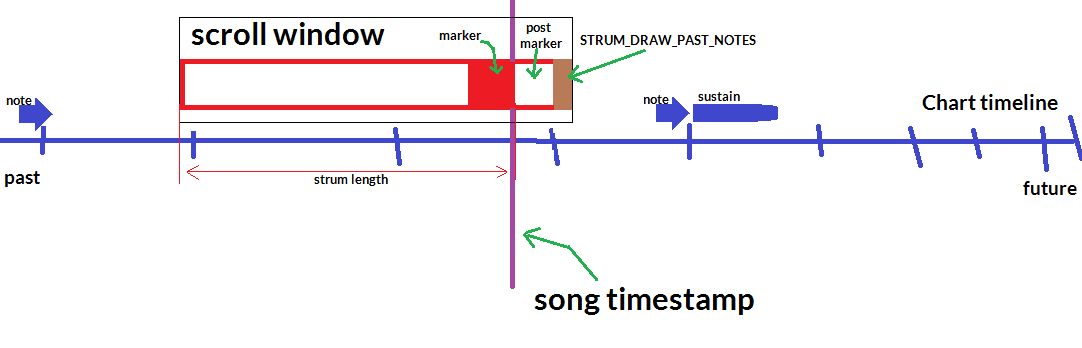 scroll window
marker
post
marker
STRUM_DRAW_PAST_NOTES
note
note
sustain
Chart timeline
past
strum length
future
song timestamp